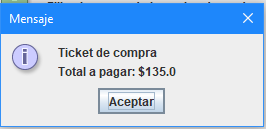 Mensaje
Ticket de compra
Total a pagar: $135.0
Aceptar